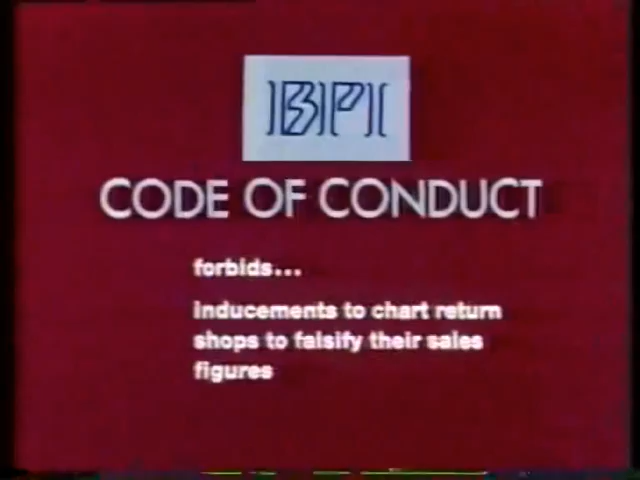 BPI
CODE OF CONDUCT
forbids...
inducements to chart return
shops to falsify their sales
figures